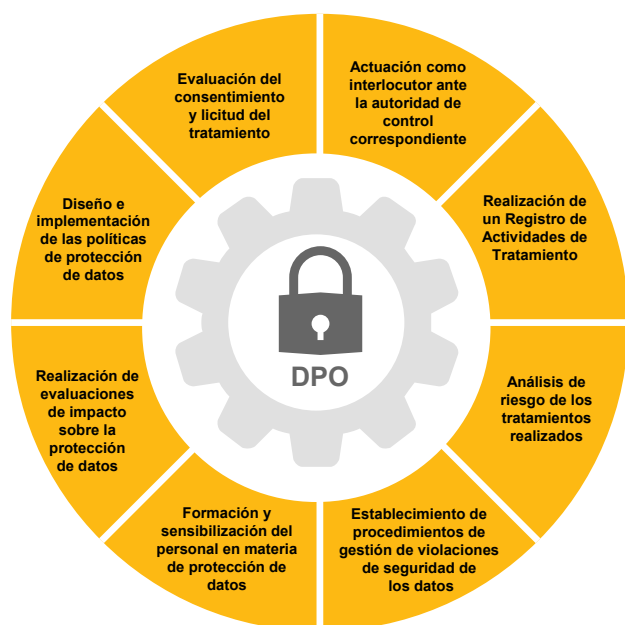 Evaluación del
consentimiento
y licitud del
tratamiento
Actuación como
interlocutor ante
la autoridad de
control
correspondiente
Realización de
un Registro de
Actividades de
Tratamiento
Análisis de
riesgo de los
tratamientos
realizados
Establecimiento de
procedimientos de
gestión de violaciones
de seguridad de
los datos
Formación y
sensibilización del
personal en materia
de protección de
datos
Realización de
evaluaciones
de impacto
sobre la
protección
de datos
Diseño e
implementación
de las políticas
de protección
de datos
DPO